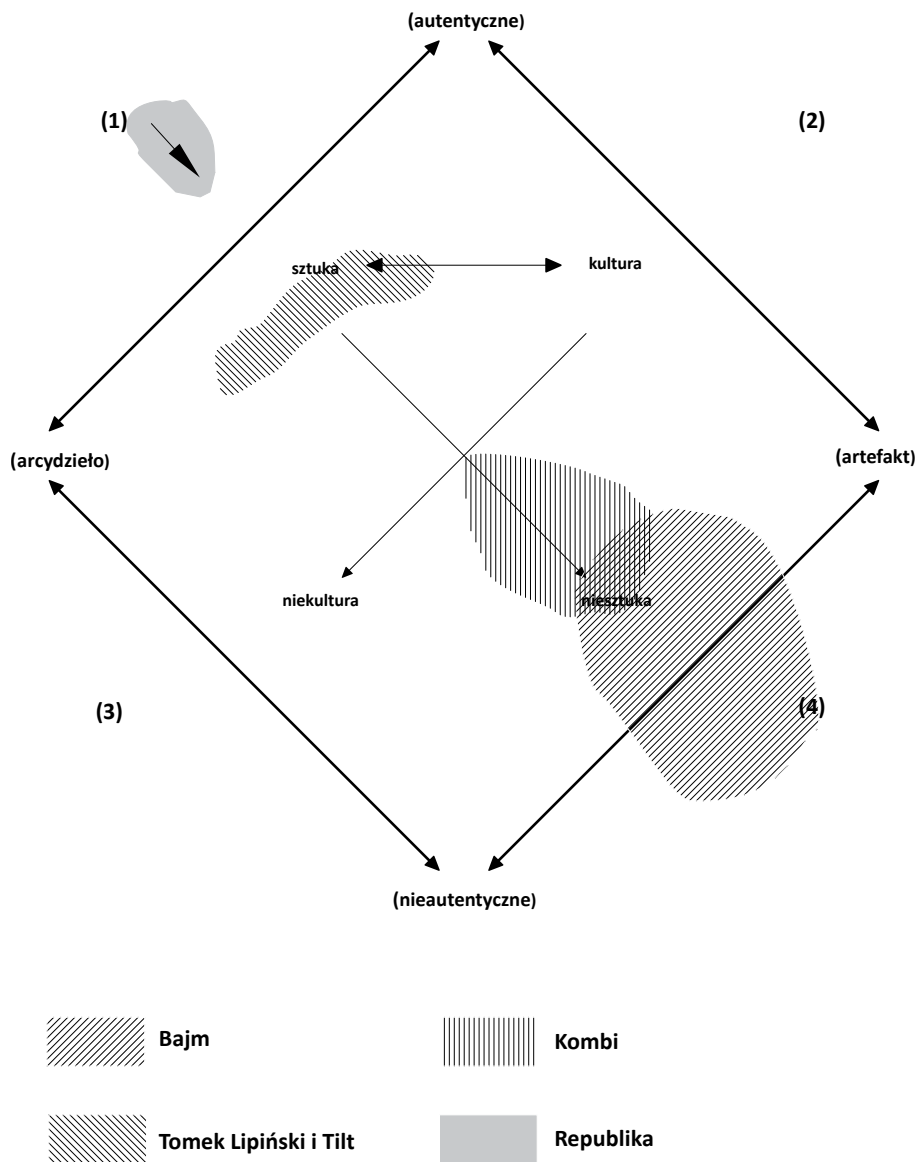 (autentyczne)
(1)
(2)
sztuka
kultura
(arcydzieło)
(artefakt)
niekultura
niesztuka
(3)
(4)
(nieautentyczne)
Bajm
Kombi
Tomek Lipiński i Tilt
Republika